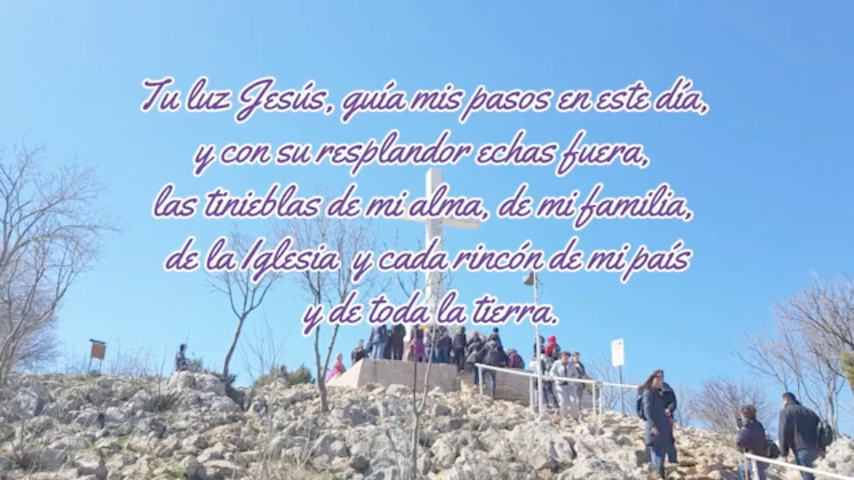 Tu luz Jesús, guía mis pasos en este día,
y con su resplandor echas fuera,
las tinieblas de mi alma, de mi familia,
de la Iglesia y cada rincón de mi país
y de toda la tierra.